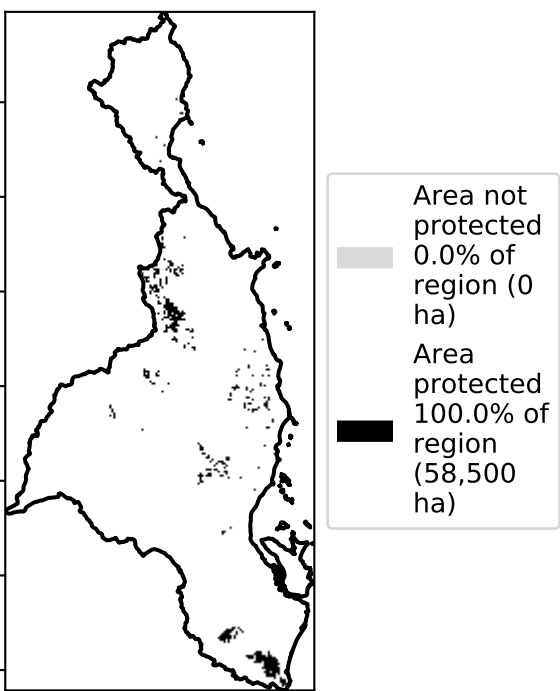 Area not
protected
0.0% of
region (0
ha)
Area
protected
100.0% of
region
(58,500
ha)